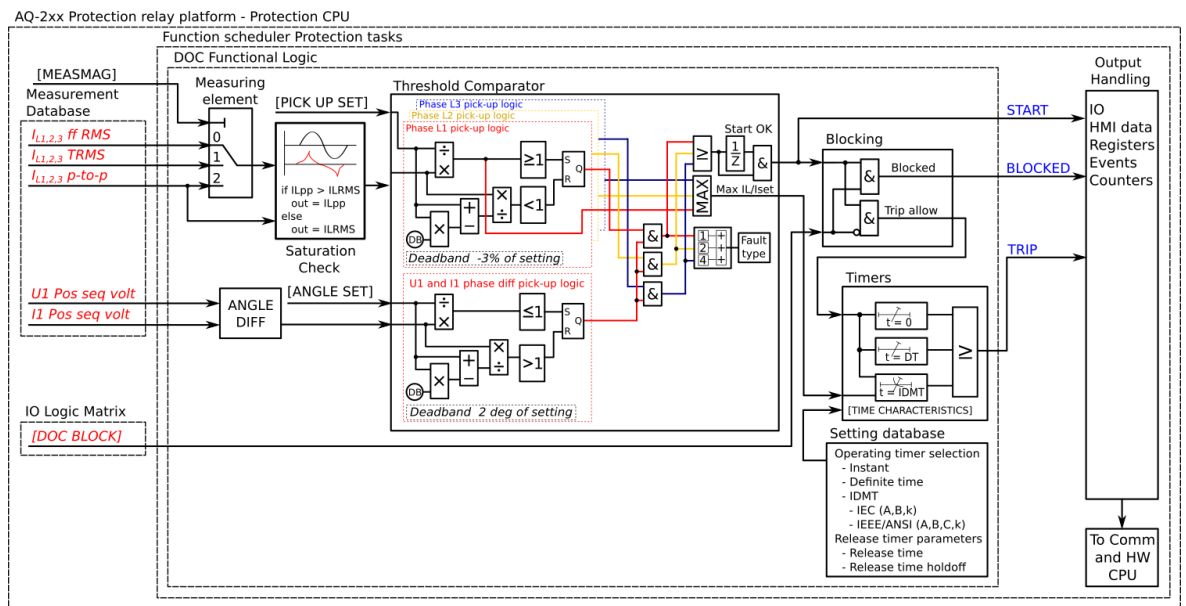 AQ-2xx Protection relay platform - Protection CPU
Function scheduler Protection tasks
DOC Functional Logic
[MEASMAG]
Measurement
Database
I L1,2,3 ff RMS
I L1,2,3 TRMS
I L1,2,3 p-to-p
Measuring
element
0
1
2
[PICK UP SET]
if ILpp > ILRMS
out = ILpp
else
out = ILRMS
Saturation
Check
Threshold Comparator
Phase L3 pick-up logic
Phase L2 pick-up logic
Phase L1 pick-up logic
÷
×
≥1
S
R
Q
×
÷
<1
+
−
DB
×
Deadband -3% of setting
≥
1
Z
Start OK
&
MAX
Max IL/Iset
&
&
&
1 +
2 +
4 +
Fault
type
U1 Pos seq volt
I1 Pos seq volt
ANGLE
DIFF
[ANGLE SET]
U1 and I1 phase diff pick-up logic
÷
×
≤1
S
R
Q
×
÷
>1
+
−
DB
×
Deadband 2 deg of setting
IO Logic Matrix
[DOC BLOCK]
Blocking
&
Blocked
&
Trip allow
Timers
t = 0
t = DT
t = IDMT
≥
[TIME CHARACTERISTICS]
Setting database
Operating timer selection
- Instant
- Definite time
- IDMT
- IEC (A,B,k)
- IEEE/ANSI (A,B,C,k)
Release timer parameters
- Release time
- Release time holdoff
START
BLOCKED
TRIP
Output
Handling
IO
HMI data
Registers
Events
Counters
To Comm
and HW
CPU